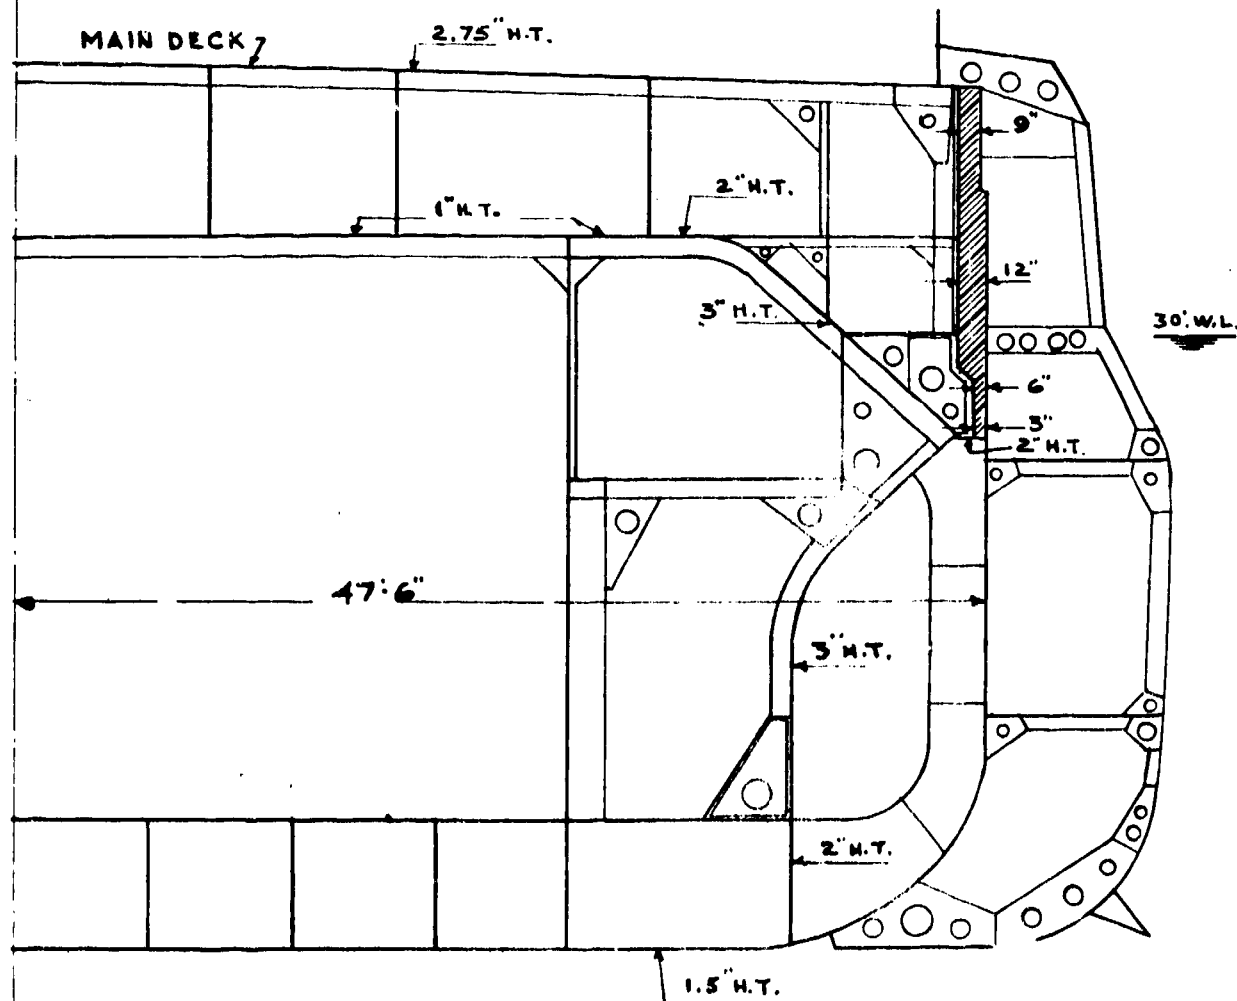 MAIN DECK
2.75" H.T.
9"
2" H.T.
1" H.T.
12"
3" H.T.
30'.W.L.
6"
3"
2" H.T.
47'.6"
3" H.T.
2" H.T.
1.5" H.T.